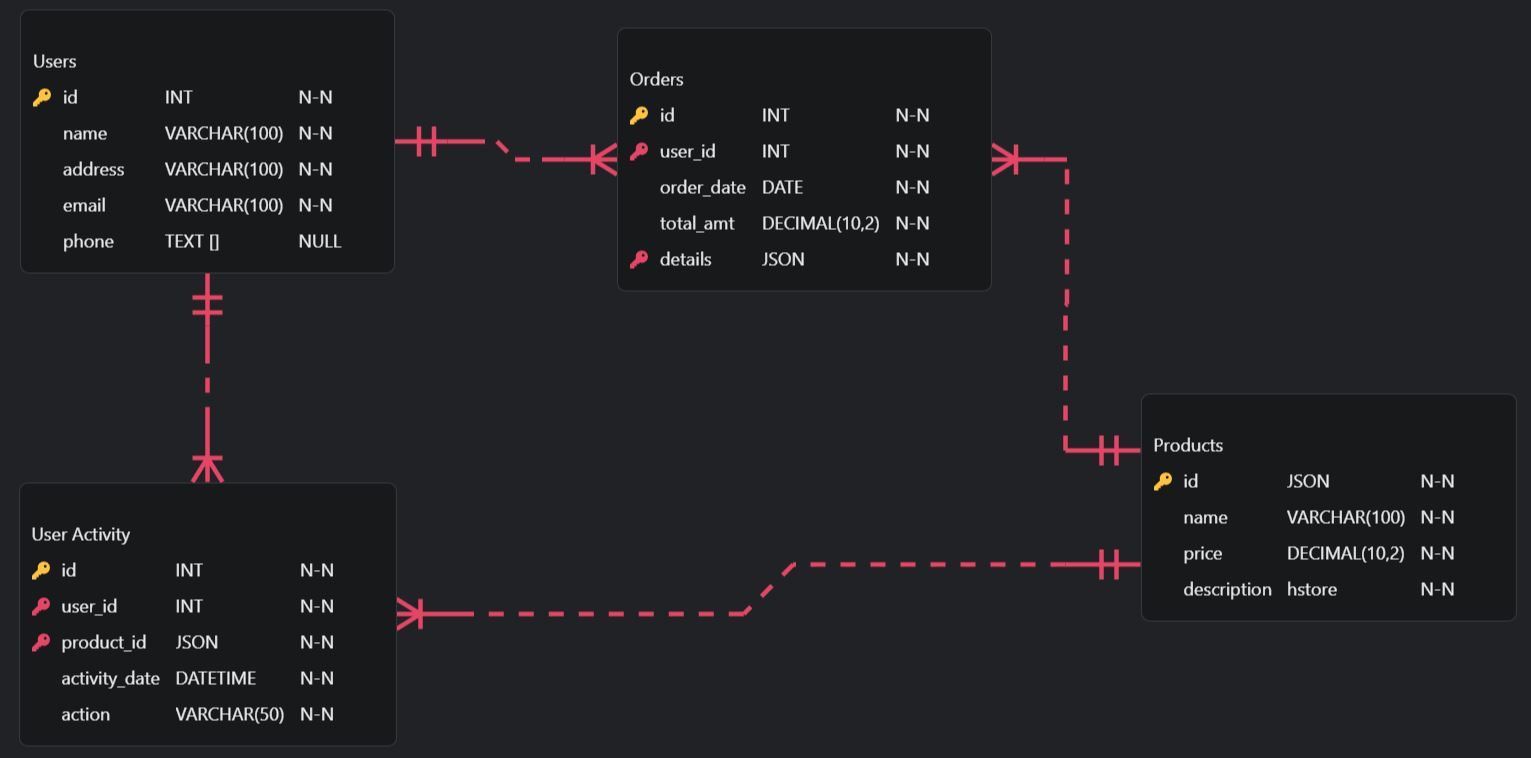 Users
id INT N-N
name VARCHAR(100) N-N
address VARCHAR(100) N-N
email VARCHAR(100) N-N
phone TEXT [] NULL
Orders
id INT N-N
user_id INT N-N
order_date DATE N-N
total_amt DECIMAL(10,2) N-N
details JSON N-N
Products
id JSON N-N
name VARCHAR(100) N-N
price DECIMAL(10,2) N-N
description hstore N-N
User Activity
id INT N-N
user_id INT N-N
product_id JSON N-N
activity_date DATETIME N-N
action VARCHAR(50) N-N